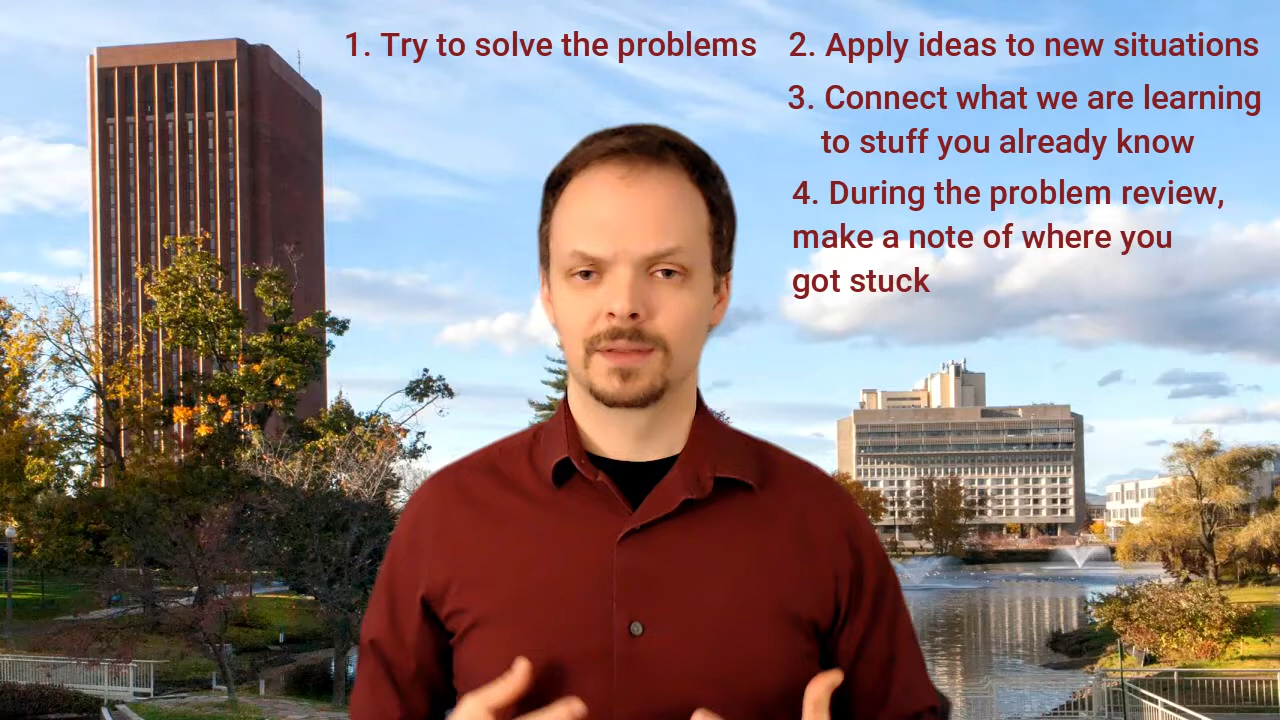 1. Try to solve the problems
2. Apply ideas to new situations
3. Connect what we are learning
to stuff you already know
4. During the problem review,
make a note of where you
got stuck